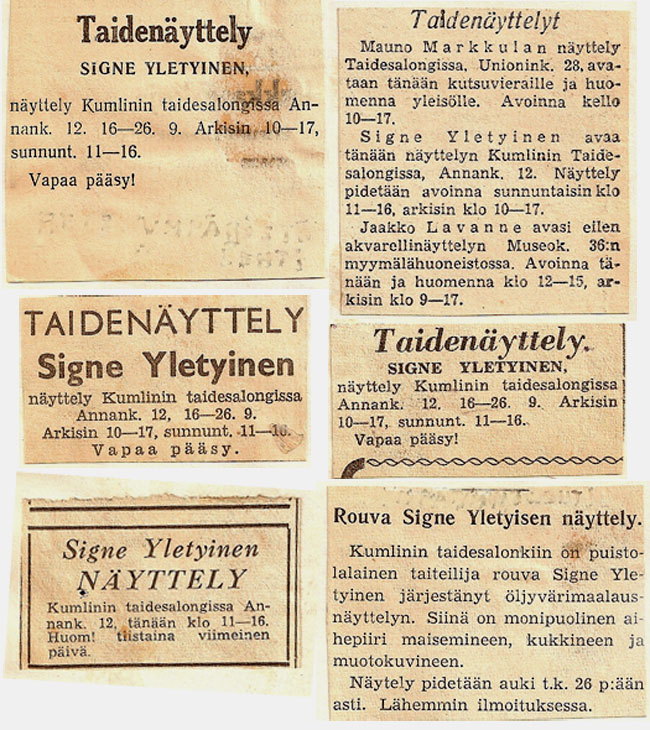 Taidenäyttely
SIGNE YLETYINEN,
näyttely Kumlinin taidesalongissa An-
nank. 12. 16—26. 9. Arkisin 10—17,
sunnunt. 11—16.
Vapaa pääsy!
Taidenäyttelyt
Mauno Markkulan näyttely
Taidesalongissa, Unionink. 28, ava-
taan tänään kutsuvieraille ja huo-
menna yleisölle. Avoinna kello
10—17.
Signe Yletyinen avaa
tänään näyttelyn Kumlinin Taide-
salongissa, Annank. 12. Näyttely
pidetään avoinna sunnuntaisin klo
11—16, arkisin klo 10—17.
Jaakko Lavanne avasi eilen
akvarellinäyttelyn Museok. 36:n
myymälähuoneistossa. Avoinna tä-
nään ja huomenna klo 12—15, ar-
kisin klo 9—17.
TAIDENÄYTTELY
Signe Yletyinen
näyttely Kumlinin taidesalongissa
Annank. 12, 16—26. 9.
Arkisin 10—17, sunnunt. 11—16.
Vapaa pääsy.
Taidenäyttely.
SIGNE YLETYINEN,
näyttely Kumlinin taidesalongissa
Annank. 12. 16—26. 9. Arkisin
10—17, sunnunt. 11—16.
Vapaa pääsy!
Signe Yletyinen
NÄYTTELY
Kumlinin taidesalongissa An-
nank. 12, tänään klo 11—16.
Huom! tiistaina viimeinen
päivä.
Rouva Signe Yletyisen näyttely.
Kumlinin taidesalonkiin on puisto-
lalainen taiteilija rouva Signe Yle-
tyinen järjestänyt öljyvärimaalaus-
näyttelyn. Siinä on monipuolinen ai-
hepiiri maisemineen, kukkineen ja
muotokuvineen.
Näytely pidetään auki t.k. 26 p:ään
asti. Lähemmin ilmoituksessa.